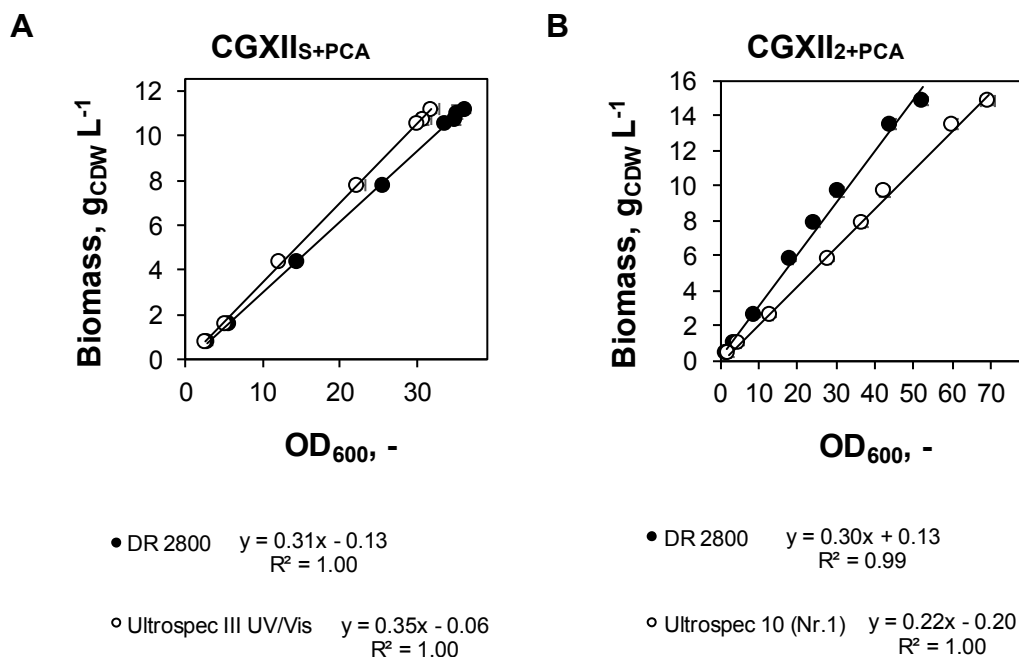 A
CGXIIS+PCA
Biomass, gCDW L-1
12
10
8
6
4
2
0
0 10 20 30
OD600, -
● DR 2800 y = 0.31x - 0.13
R² = 1.00
○ Ultrospec III UV/Vis y = 0.35x - 0.06
R² = 1.00
B
CGXII2+PCA
Biomass, gCDW L-1
16
14
12
10
8
6
4
2
0
0 10 20 30 40 50 60 70
OD600, -
● DR 2800 y = 0.30x + 0.13
R² = 0.99
○ Ultrospec 10 (Nr.1) y = 0.22x - 0.20
R² = 1.00